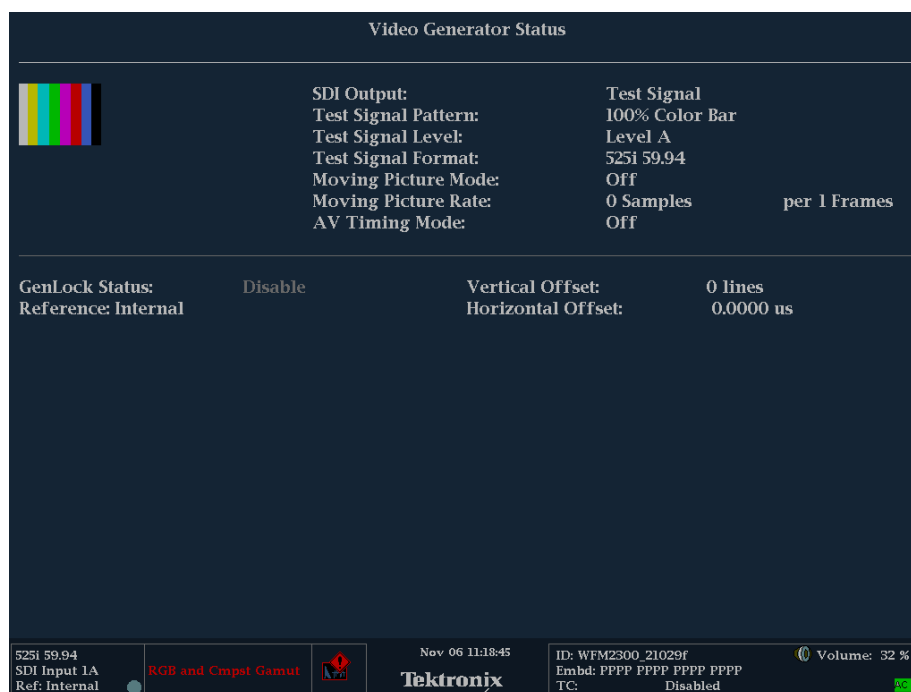 Video Generator Status
SDI Output: Test Signal
Test Signal Pattern: 100% Color Bar
Test Signal Level: Level A
Test Signal Format: 525i 59.94
Moving Picture Mode: Off
Moving Picture Rate: 0 Samples per 1 Frames
AV Timing Mode: Off
GenLock Status: Disable Vertical Offset: 0 lines
Reference: Internal Horizontal Offset: 0.0000 us
525i 59.94
SDI Input 1A
Ref: Internal
RGB and Cmpst Gamut
Nov 06 11:18:45
Tektronix
ID: WFM2300_21029f
Embd: PPPP PPPP PPPP PPPP
TC: Disabled
Volume: 32 %
AC